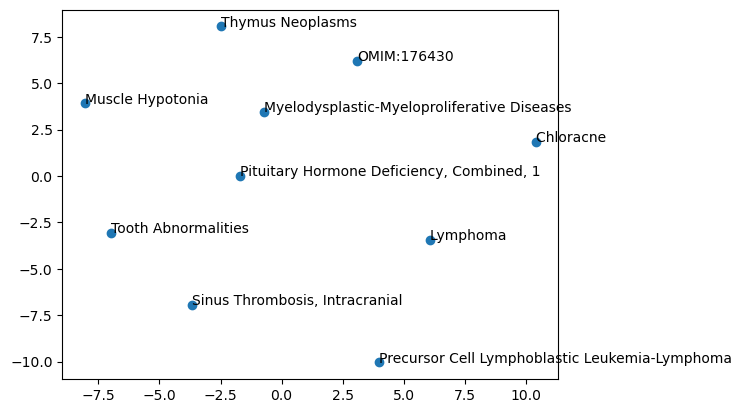 Thymus Neoplasms
7.5
OMIM:176430
5.0
Muscle Hypotonia
Myelodysplastic-Myeloproliferative Diseases
2.5
Chloracne
0.0
Pituitary Hormone Deficiency, Combined, 1
−2.5
Tooth Abnormalities
Lymphoma
−5.0
Sinus Thrombosis, Intracranial
−7.5
−10.0
Precursor Cell Lymphoblastic Leukemia-Lymphoma
−7.5 −5.0 −2.5 0.0 2.5 5.0 7.5 10.0